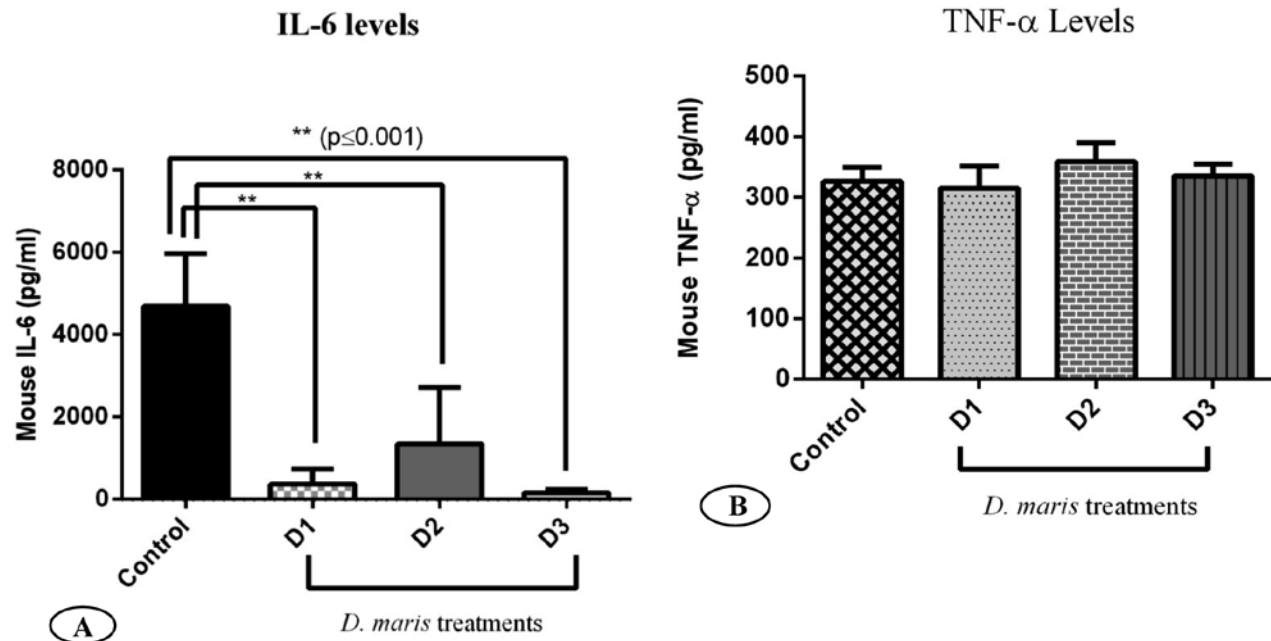 IL-6 levels
** (p≤0.001)
**
**
8000
6000
4000
2000
0
Mouse IL-6 (pg/ml)
Control
D1
D2
D3
D. maris treatments
A
TNF-α Levels
500
400
300
200
100
0
Mouse TNF-α (pg/ml)
Control
D1
D2
D3
D. maris treatments
B